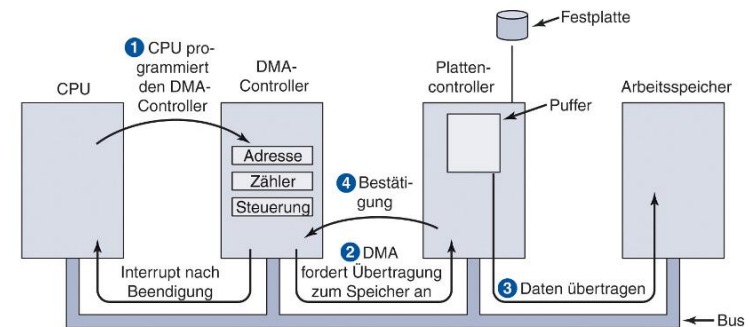 Festplatte
1 CPU pro-
grammiert
den DMA-
Controller
CPU
DMA-
Controller
Platten-
controller
Arbeitsspeicher
Puffer
Adresse
Zähler
Steuerung
4 Bestäti-
gung
Interrupt nach
Beendigung
2 DMA
fordert Übertragung
zum Speicher an
3 Daten übertragen
Bus